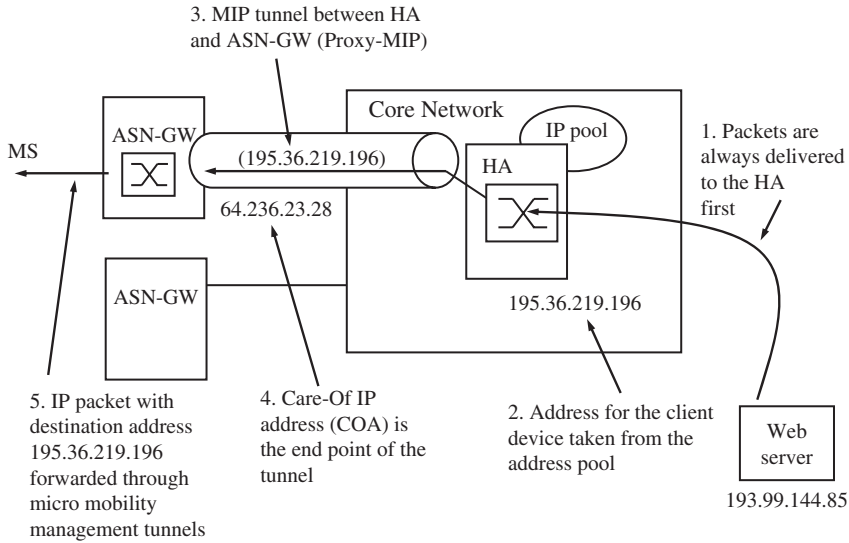 3. MIP tunnel between HA
and ASN-GW (Proxy-MIP)
Core Network
IP pool
1. Packets are
always delivered
to the HA
first
MS
ASN-GW
(195.36.219.196)
HA
64.236.23.28
ASN-GW
195.36.219.196
5. IP packet with
destination address
195.36.219.196
forwarded through
micro mobility
management tunnels
4. Care-Of IP
address (COA) is
the end point of the
tunnel
2. Address for the client
device taken from the
address pool
Web
server
193.99.144.85